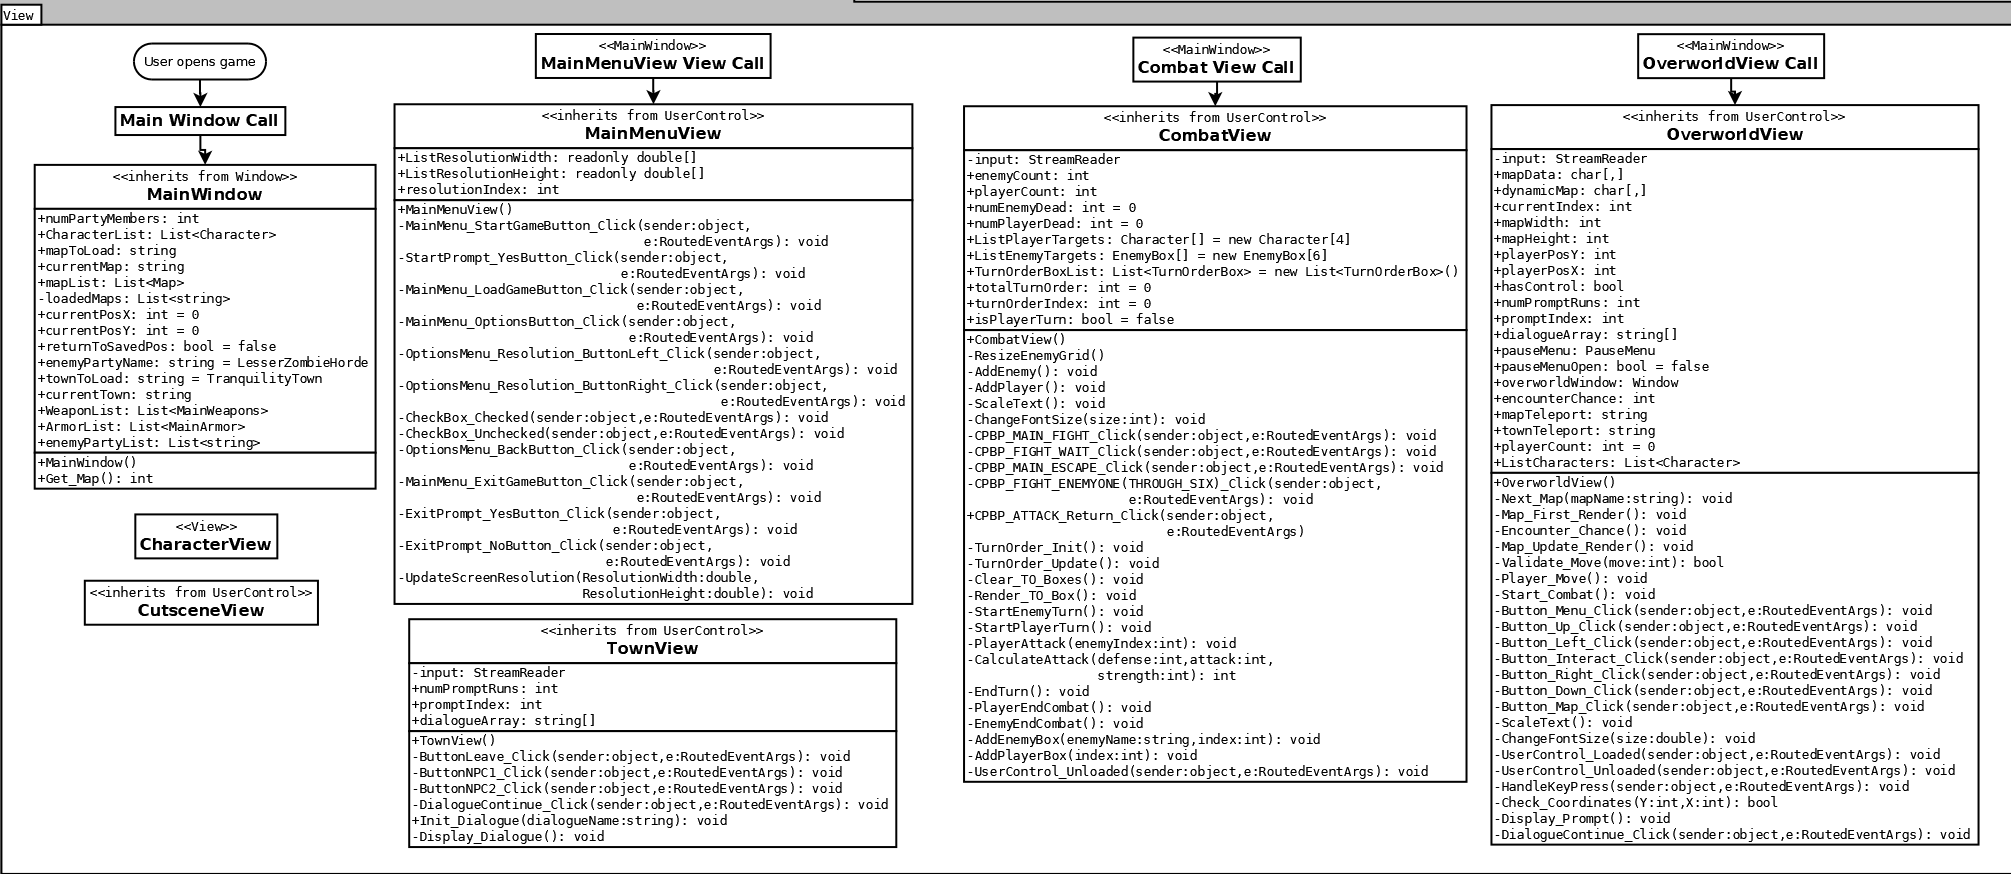 View
User opens game
Main Window Call
<<inherits from Window>>
MainWindow
+numPartyMembers: int
+CharacterList: List<Character>
+mapToLoad: string
+currentMap: string
+mapList: List<Map>
-loadedMaps: List<string>
+currentPosX: int = 0
+currentPosY: int = 0
+returnToSavedPos: bool = false
+enemyPartyName: string = LesserZombieHorde
+townToLoad: string = TranquilityTown
+currentTown: string
+WeaponList: List<MainWeapons>
+ArmorList: List<MainArmor>
+enemyPartyList: List<string>
+MainWindow()
+Get_Map(): int
<<View>>
CharacterView
<<inherits from UserControl>>
CutsceneView
<<MainWindow>>
MainMenuView View Call
<<inherits from UserControl>>
MainMenuView
+ListResolutionWidth: readonly double[]
+ListResolutionHeight: readonly double[]
+resolutionIndex: int
+MainMenuView()
-MainMenu_StartGameButton_Click(sender:object,
e:RoutedEventArgs): void
-StartPrompt_YesButton_Click(sender:object,
e:RoutedEventArgs): void
-MainMenu_LoadGameButton_Click(sender:object,
e:RoutedEventArgs): void
-MainMenu_OptionsButton_Click(sender:object,
e:RoutedEventArgs): void
-OptionsMenu_Resolution_ButtonLeft_Click(sender:object,
e:RoutedEventArgs): void
-OptionsMenu_Resolution_ButtonRight_Click(sender:object,
e:RoutedEventArgs): void
-CheckBox_Checked(sender:object,e:RoutedEventArgs): void
-CheckBox_Unchecked(sender:object,e:RoutedEventArgs): void
-OptionsMenu_BackButton_Click(sender:object,
e:RoutedEventArgs): void
-MainMenu_ExitGameButton_Click(sender:object,
e:RoutedEventArgs): void
-ExitPrompt_YesButton_Click(sender:object,
e:RoutedEventArgs): void
-ExitPrompt_NoButton_Click(sender:object,
e:RoutedEventArgs): void
-UpdateScreenResolution(ResolutionWidth:double,
ResolutionHeight:double): void
<<inherits from UserControl>>
TownView
-input: StreamReader
+numPromptRuns: int
+promptIndex: int
+dialogueArray: string[]
+TownView()
-ButtonLeave_Click(sender:object,e:RoutedEventArgs): void
-ButtonNPC1_Click(sender:object,e:RoutedEventArgs): void
-ButtonNPC2_Click(sender:object,e:RoutedEventArgs): void
-DialogueContinue_Click(sender:object,e:RoutedEventArgs): void
+Init_Dialogue(dialogueName:string): void
-Display_Dialogue(): void
<<MainWindow>>
Combat View Call
<<inherits from UserControl>>
CombatView
-input: StreamReader
+enemyCount: int
+playerCount: int
+numEnemyDead: int = 0
+numPlayerDead: int = 0
+ListPlayerTargets: Character[] = new Character[4]
+ListEnemyTargets: EnemyBox[] = new EnemyBox[6]
+TurnOrderBoxList: List<TurnOrderBox> = new List<TurnOrderBox>()
+totalTurnOrder: int = 0
+turnOrderIndex: int = 0
+isPlayerTurn: bool = false
+CombatView()
-ResizeEnemyGrid()
-AddEnemy(): void
-AddPlayer(): void
-ScaleText(): void
-ChangeFontSize(size:int): void
-CPBP_MAIN_FIGHT_Click(sender:object,e:RoutedEventArgs): void
-CPBP_FIGHT_WAIT_Click(sender:object,e:RoutedEventArgs): void
-CPBP_MAIN_ESCAPE_Click(sender:object,e:RoutedEventArgs): void
-CPBP_FIGHT_ENEMYONE(THROUGH_SIX)_Click(sender:object,
e:RoutedEventArgs): void
+CPBP_ATTACK_Return_Click(sender:object,
e:RoutedEventArgs)
-TurnOrder_Init(): void
-TurnOrder_Update(): void
-Clear_TO_Boxes(): void
-Render_TO_Box(): void
-StartEnemyTurn(): void
-StartPlayerTurn(): void
-PlayerAttack(enemyIndex:int): void
-CalculateAttack(defense:int,attack:int,
strength:int): int
-EndTurn(): void
-PlayerEndCombat(): void
-EnemyEndCombat(): void
-AddEnemyBox(enemyName:string,index:int): void
-AddPlayerBox(index:int): void
-UserControl_Unloaded(sender:object,e:RoutedEventArgs): void
<<MainWindow>>
OverworldView Call
<<inherits from UserControl>>
OverworldView
-input: StreamReader
+mapData: char[,]
+dynamicMap: char[,]
+currentIndex: int
+mapWidth: int
+mapHeight: int
+playerPosY: int
+playerPosX: int
+hasControl: bool
+numPromptRuns: int
+promptIndex: int
+dialogueArray: string[]
+pauseMenu: PauseMenu
+pauseMenuOpen: bool = false
+overworldWindow: Window
+encounterChance: int
+mapTeleport: string
+townTeleport: string
+playerCount: int = 0
+ListCharacters: List<Character>
+OverworldView()
-Next_Map(mapName:string): void
-Map_First_Render(): void
-Encounter_Chance(): void
-Map_Update_Render(): void
-Validate_Move(move:int): bool
-Player_Move(): void
-Start_Combat(): void
-Button_Menu_Click(sender:object,e:RoutedEventArgs): void
-Button_Up_Click(sender:object,e:RoutedEventArgs): void
-Button_Left_Click(sender:object,e:RoutedEventArgs): void
-Button_Interact_Click(sender:object,e:RoutedEventArgs): void
-Button_Right_Click(sender:object,e:RoutedEventArgs): void
-Button_Down_Click(sender:object,e:RoutedEventArgs): void
-Button_Map_Click(sender:object,e:RoutedEventArgs): void
-ScaleText(): void
-ChangeFontSize(size:double): void
-UserControl_Loaded(sender:object,e:RoutedEventArgs): void
-UserControl_Unloaded(sender:object,e:RoutedEventArgs): void
-HandleKeyPress(sender:object,e:RoutedEventArgs): void
-Check_Coordinates(Y:int,X:int): bool
-Display_Prompt(): void
-DialogueContinue_Click(sender:object,e:RoutedEventArgs): void